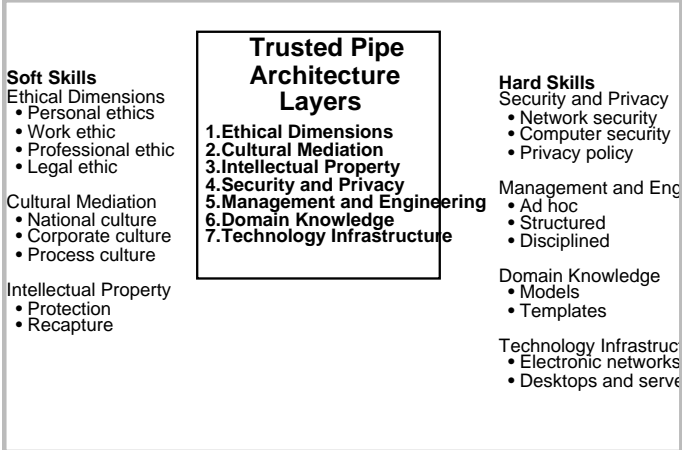 Trusted Pipe
Architecture
Layers
1.Ethical Dimensions
2.Cultural Mediation
3.Intellectual Property
4.Security and Privacy
5.Management and Engineering
6.Domain Knowledge
7.Technology Infrastructure
Soft Skills
Ethical Dimensions
• Personal ethics
• Work ethic
• Professional ethic
• Legal ethic
Cultural Mediation
• National culture
• Corporate culture
• Process culture
Intellectual Property
• Protection
• Recapture
Hard Skills
Security and Privacy
• Network security
• Computer security
• Privacy policy
Management and Eng
• Ad hoc
• Structured
• Disciplined
Domain Knowledge
• Models
• Templates
Technology Infrastruc
• Electronic networks
• Desktops and serve